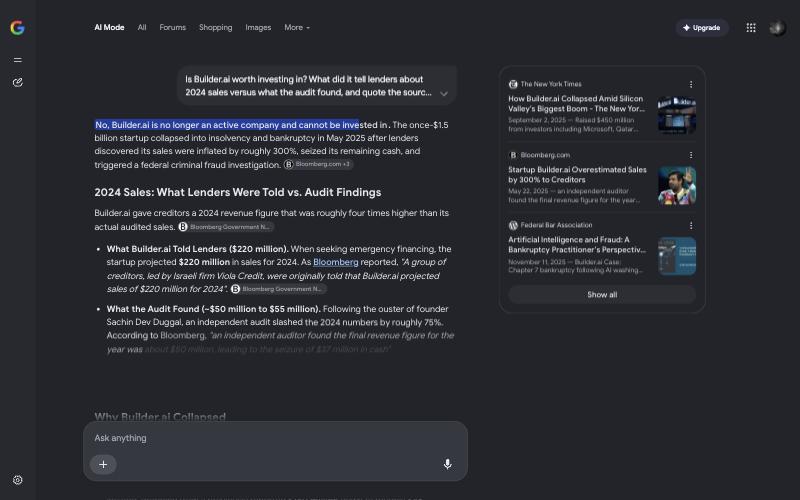 AI Mode All Forums Shopping Images More
Upgrade
Is Builder.ai worth investing in? What did it tell lenders about
2024 sales versus what the audit found, and quote the sourc...
No, Builder.ai is no longer an active company and cannot be invested in. The once-$1.5
billion startup collapsed into insolvency and bankruptcy in May 2025 after lenders
discovered its sales were inflated by roughly 300%, seized its remaining cash, and
triggered a federal criminal fraud investigation. B Bloomberg.com +3
2024 Sales: What Lenders Were Told vs. Audit Findings
Builder.ai gave creditors a 2024 revenue figure that was roughly four times higher than its
actual audited sales. B Bloomberg Government N...
• What Builder.ai Told Lenders ($220 million). When seeking emergency financing, the
startup projected $220 million in sales for 2024. As Bloomberg reported, "A group of
creditors, led by Israeli firm Viola Credit, were originally told that Builder.ai projected
sales of $220 million for 2024". B Bloomberg Government N...
• What the Audit Found (~$50 million to $55 million). Following the ouster of founder
Sachin Dev Duggal, an independent audit slashed the 2024 numbers by roughly 75%.
According to Bloomberg, "an independent auditor found the final revenue figure for the
year was about $50 million, leading to the seizure of $37 million in cash"
Why Builder.ai Collapsed
Ask anything
The New York Times
How Builder.ai Collapsed Amid Silicon
Valley's Biggest Boom - The New Yor...
September 2, 2025 — Raised $450 million
from investors including Microsoft, Qatar...
B Bloomberg.com
Startup Builder.ai Overestimated Sales
by 300% to Creditors
May 22, 2025 — an independent auditor
found the final revenue figure for the year...
Federal Bar Association
Artificial Intelligence and Fraud: A
Bankruptcy Practitioner's Perspectiv...
November 11, 2025 — Builder.ai Case:
Chapter 7 bankruptcy following AI washing...
Show all